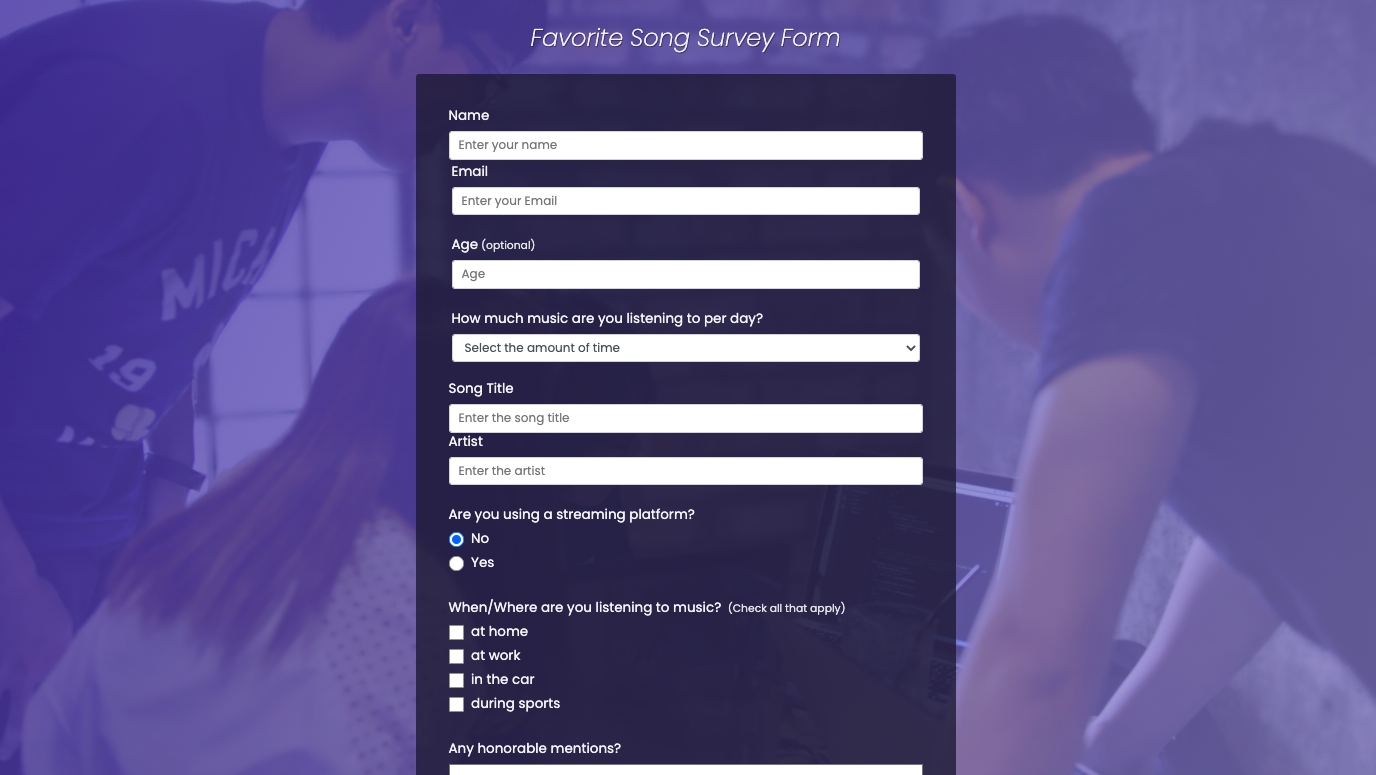 Favorite Song Survey Form
Name
Enter your name
Email
Enter your Email
Age (optional)
Age
How much music are you listening to per day?
Select the amount of time
Song Title
Enter the song title
Artist
Enter the artist
Are you using a streaming platform?
No
Yes
When/Where are you listening to music? (Check all that apply)
at home
at work
in the car
during sports
Any honorable mentions?
MICH
19